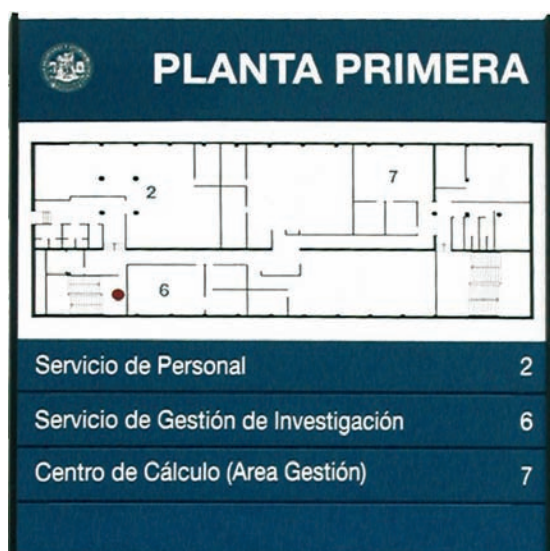 PLANTA PRIMERA
2
7
6
Servicio de Personal 2
Servicio de Gestión de Investigación 6
Centro de Cálculo (Area Gestión) 7